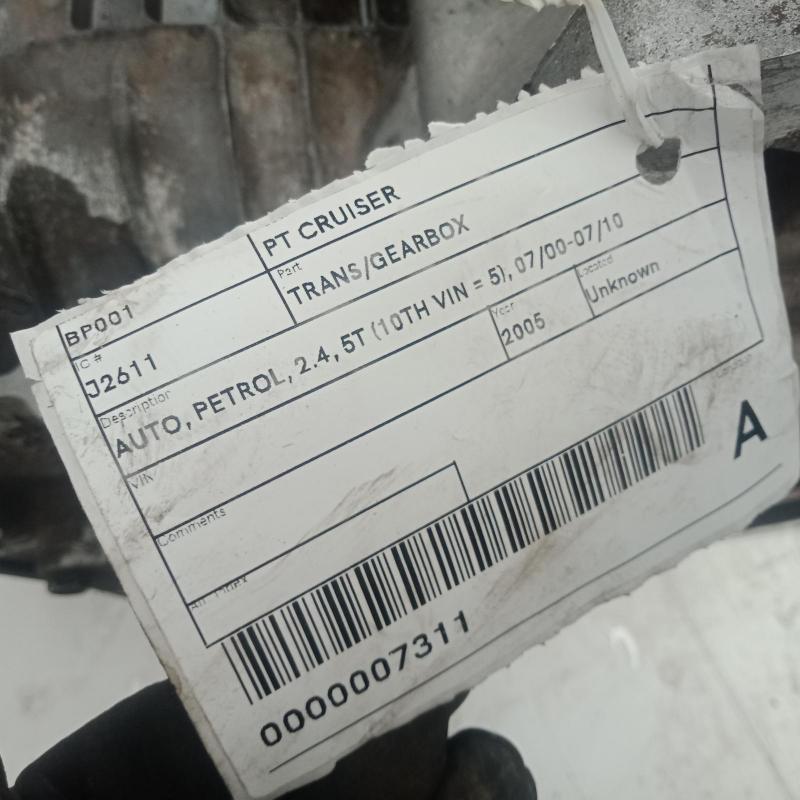 PT CRUISER
BP001
Part
TRANS/GEARBOX
IC #
J2611
Description
AUTO, PETROL, 2.4, 5T (10TH VIN = 5), 07/00-07/10
VIN
Year
2005
Located
Unknown
Comments
A
0000007311